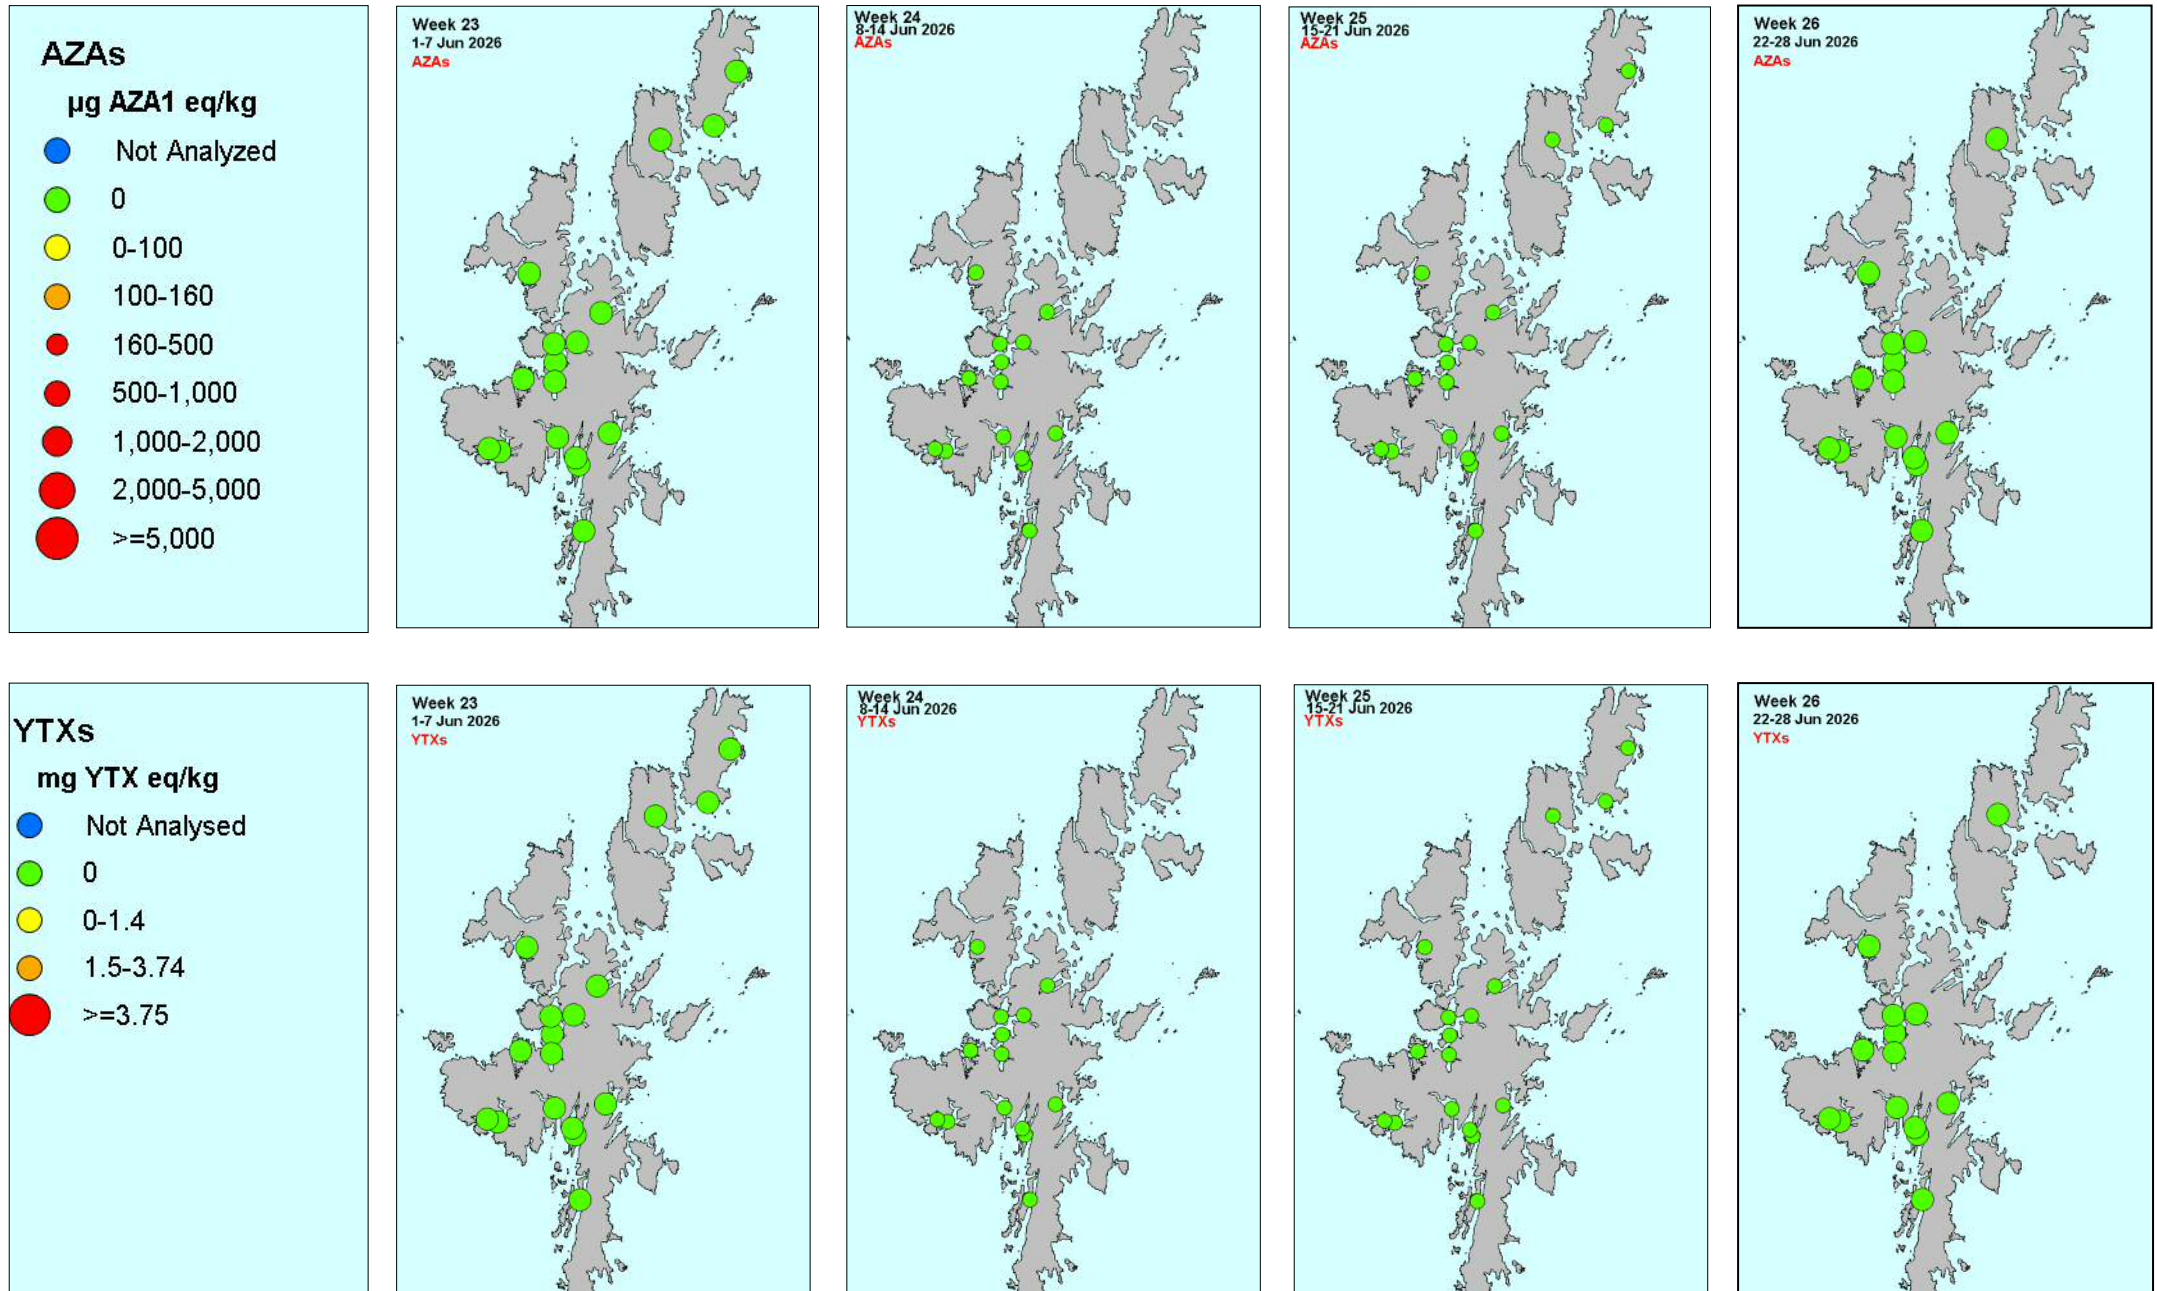 AZAs
µg AZA1 eq/kg
Not Analyzed
0
0-100
100-160
160-500
500-1,000
1,000-2,000
2,000-5,000
>=5,000
Week 23
1-7 Jun 2026
AZAs
Week 24
8-14 Jun 2026
AZAs
Week 25
15-21 Jun 2026
AZAs
Week 26
22-28 Jun 2026
AZAs
YTXs
mg YTX eq/kg
Not Analysed
0
0-1.4
1.5-3.74
>=3.75
Week 23
1-7 Jun 2026
YTXs
Week 24
8-14 Jun 2026
YTXs
Week 25
15-21 Jun 2026
YTXs
Week 26
22-28 Jun 2026
YTXs